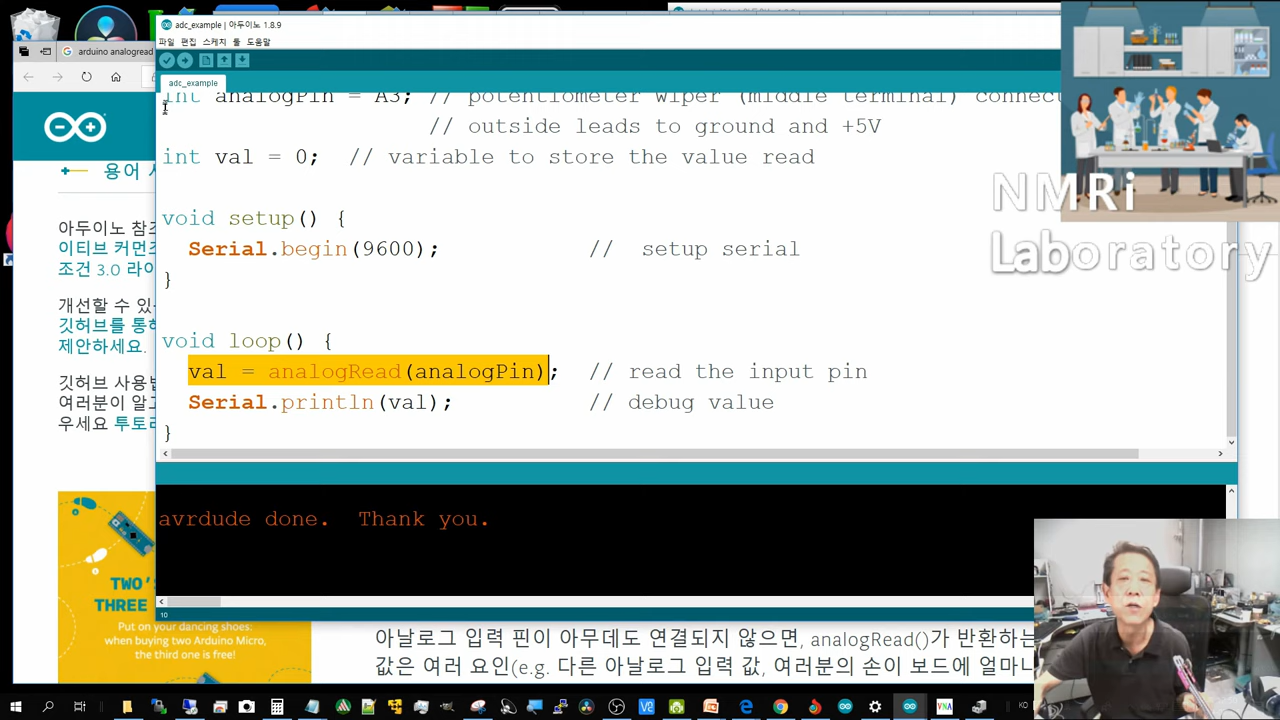 adc_example | 아두이노 1.8.9
파일 편집 스케치 툴 도움말
arduino analogread
adc_example
int analogPin = A3; // potentiometer wiper (middle terminal) connect
// outside leads to ground and +5V
int val = 0; // variable to store the value read
void setup() {
Serial.begin(9600); // setup serial
}
void loop() {
val = analogRead(analogPin); // read the input pin
Serial.println(val); // debug value
}
avrdude done. Thank you.
10
NMRi
Laboratory
용어
아두이노 참조
이티브 커먼즈
조건 3.0 라이
개선할 수 있
깃허브를 통해
제안하세요.
깃허브 사용법
여러분이 알고
우세요 투토리
TWO'S
THREE
Put on your dancing shoes:
when buying two Arduino Micro,
the third one is free!
아날로그 입력 핀이 아무데도 연결되지 않으면, analogRead()가 반환하는
값은 여러 요인(e.g. 다른 아날로그 입력 값, 여러분의 손이 보드에 얼마나
VNA
KO